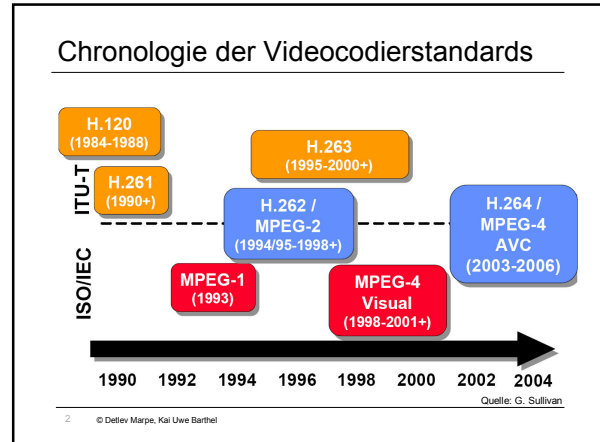 Chronologie der Videocodierstandards
H.120
(1984-1988)
H.263
(1995-2000+)
ITU-T
H.261
(1990+)
H.262 /
MPEG-2
(1994/95-1998+)
H.264 /
MPEG-4
AVC
(2003-2006)
ISO/IEC
MPEG-1
(1993)
MPEG-4
Visual
(1998-2001+)
1990 1992 1994 1996 1998 2000 2002 2004
Quelle: G. Sullivan
2 © Detlev Marpe, Kai Uwe Barthel